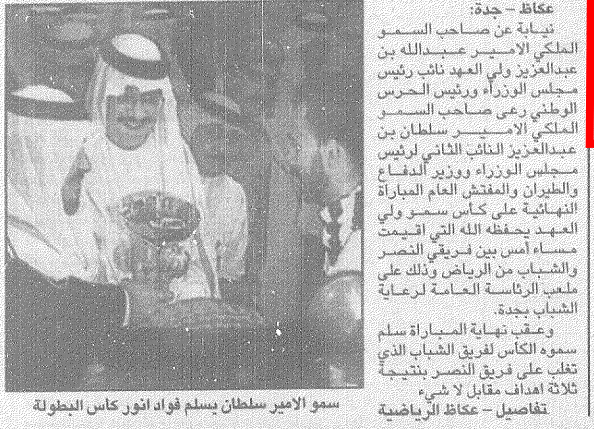 عكاظ - جدة:
نيابة عن صاحب السمو
الملكي الامير عبدالله بن
عبدالعزيز ولي العهد نائب رئيس
مجلس الوزراء ورئيس الحرس
الوطني رعى صاحب السمو
الملكي الامير سلطان بن
عبدالعزيز النائب الثاني لرئيس
مجلس الوزراء ووزير الدفاع
والطيران والمفتش العام المباراة
النهائية على كأس سمو ولي
العهد يحفظه الله التي اقيمت
مساء أمس بين فريقي النصر
والشباب من الرياض وذلك على
ملعب الرئاسة العامة لرعاية
الشباب بجدة.
وعقب نهاية المباراة سلم
سموه الكأس لفريق الشباب الذي
تغلب على فريق النصر بنتيجة
ثلاثة اهداف مقابل لا شيء
تفاصيل - عكاظ الرياضية
سمو الامير سلطان يسلم فواد انور كأس البطولة